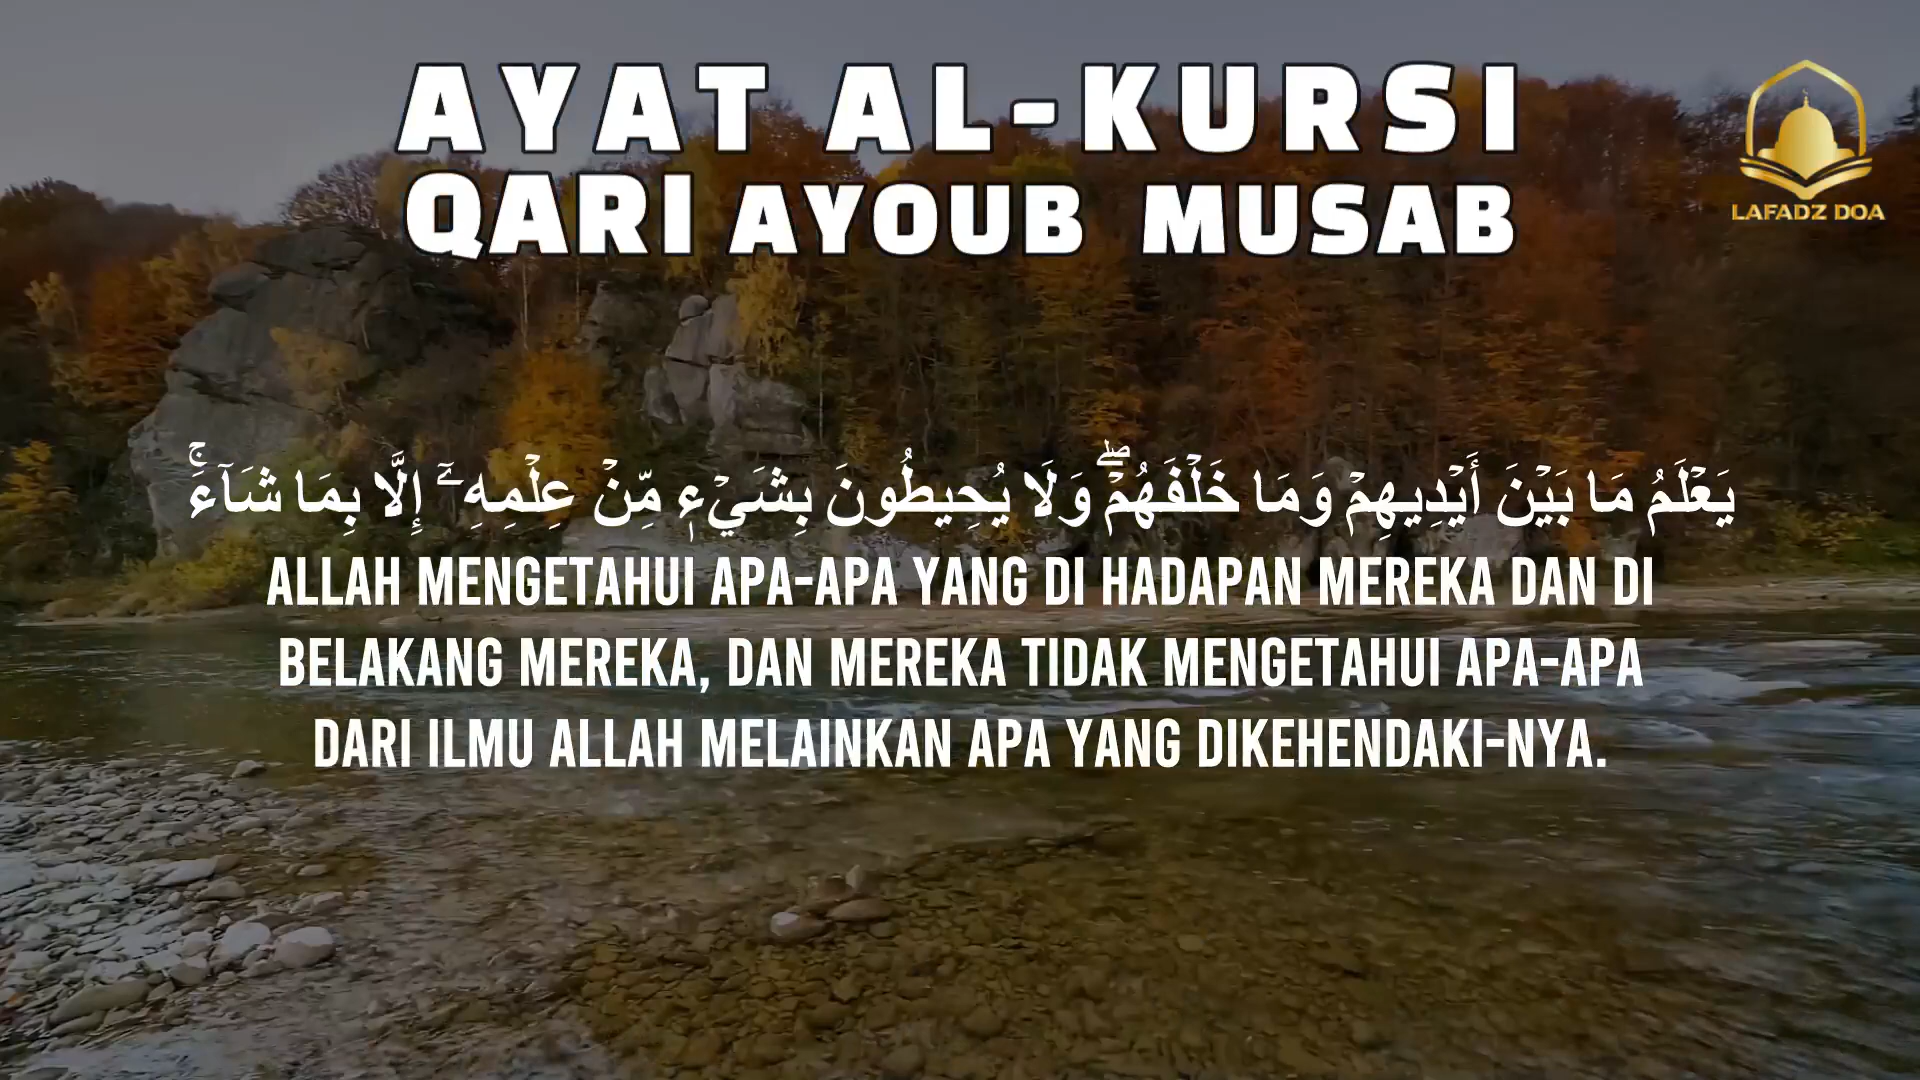 AYAT AL-KURSI
QARI AYOUB MUSAB
LAFADZ DOA
يَعْلَمُ مَا بَيْنَ أَيْدِيهِمْ وَمَا خَلْفَهُمْ ۖ وَلَا يُحِيطُونَ بِشَيْءٍ مِّنْ عِلْمِهِ ٓ إِلَّا بِمَا شَآءَ ۚ
ALLAH MENGETAHUI APA-APA YANG DI HADAPAN MEREKA DAN DI
BELAKANG MEREKA, DAN MEREKA TIDAK MENGETAHUI APA-APA
DARI ILMU ALLAH MELAINKAN APA YANG DIKEHENDAKI-NYA.